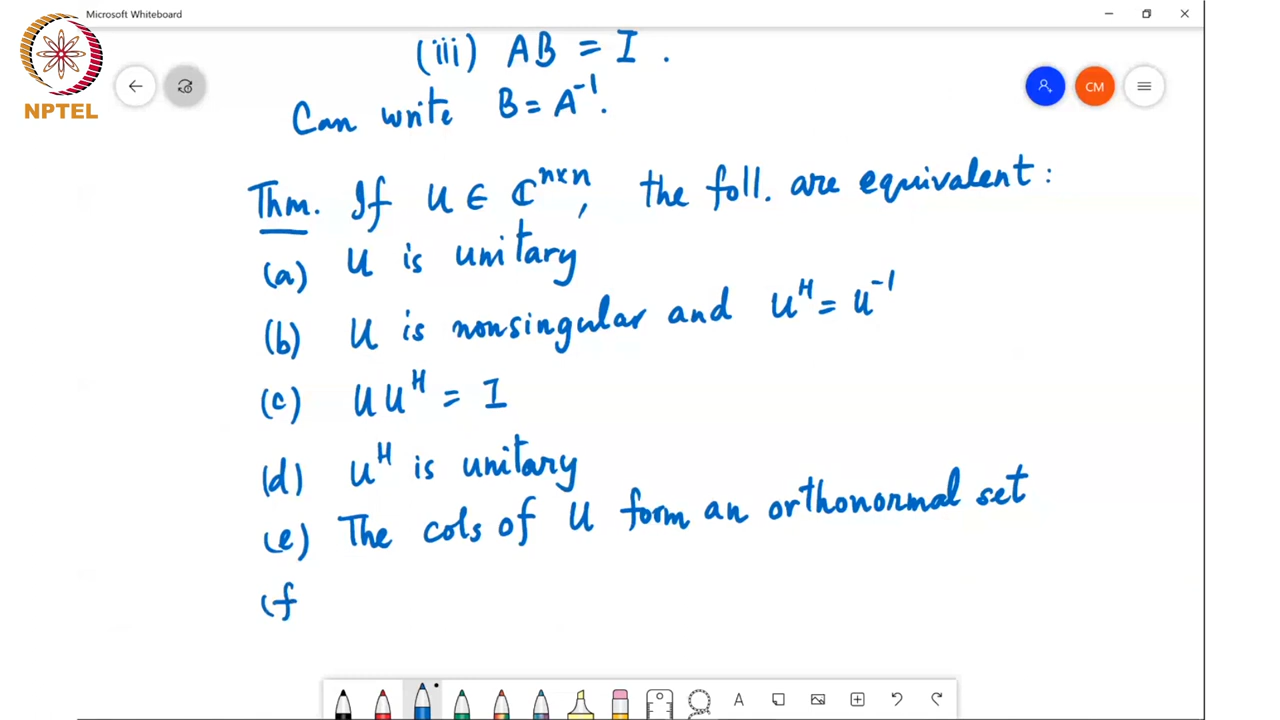 Microsoft Whiteboard
NPTEL
CM
(iii) AB = I .
Can write B = A⁻¹.
Thm. If U ∈ ℂⁿˣⁿ, the foll. are equivalent :
(a) U is unitary
(b) U is nonsingular and Uᴴ = U⁻¹
(c) U Uᴴ = I
(d) Uᴴ is unitary
(e) The cols of U form an orthonormal set
(f
A